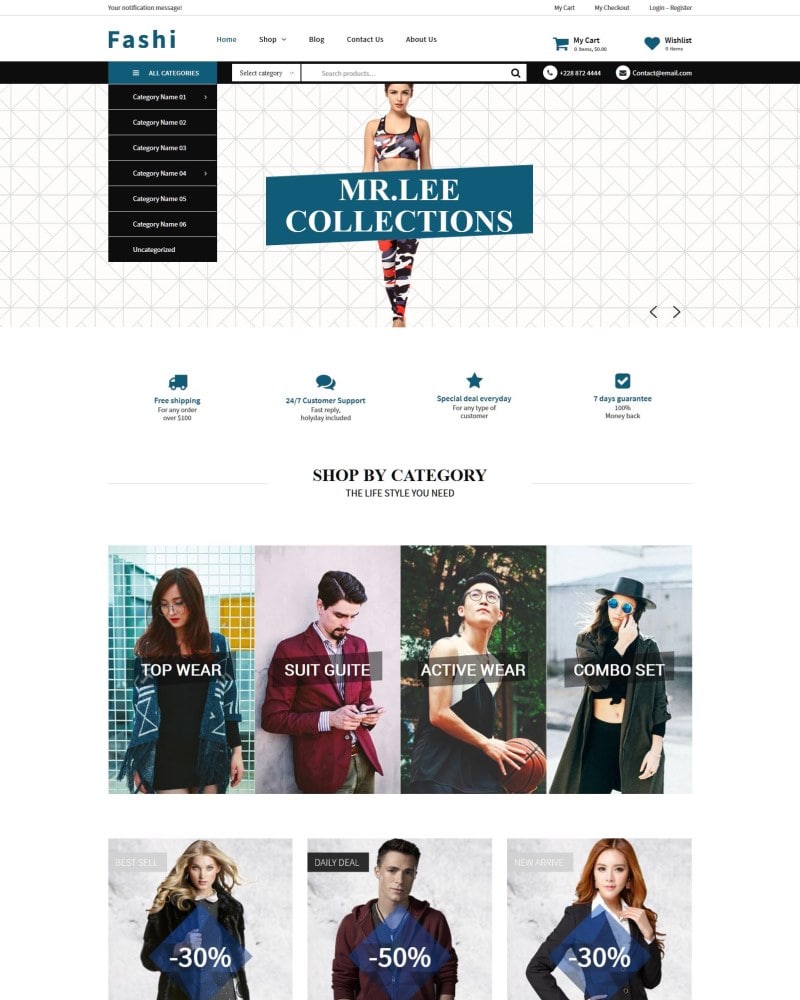 Your notification message!
My Cart
My Checkout
Login – Register
Fashi
Home
Shop
Blog
Contact Us
About Us
My Cart
0 items, $0.00
Wishlist
0 items
ALL CATEGORIES
Select category
Search products...
+228 872 4444
Contact@email.com
Category Name 01
Category Name 02
Category Name 03
Category Name 04
Category Name 05
Category Name 06
Uncategorized
MR.LEE
COLLECTIONS
Free shipping
For any order
over $100
24/7 Customer Support
Fast reply,
holyday included
Special deal everyday
For any type of
customer
7 days guarantee
100%
Money back
SHOP BY CATEGORY
THE LIFE STYLE YOU NEED
TOP WEAR
SUIT GUITE
ACTIVE WEAR
COMBO SET
BEST SELL
DAILY DEAL
NEW ARRIVE
-30%
-50%
-30%